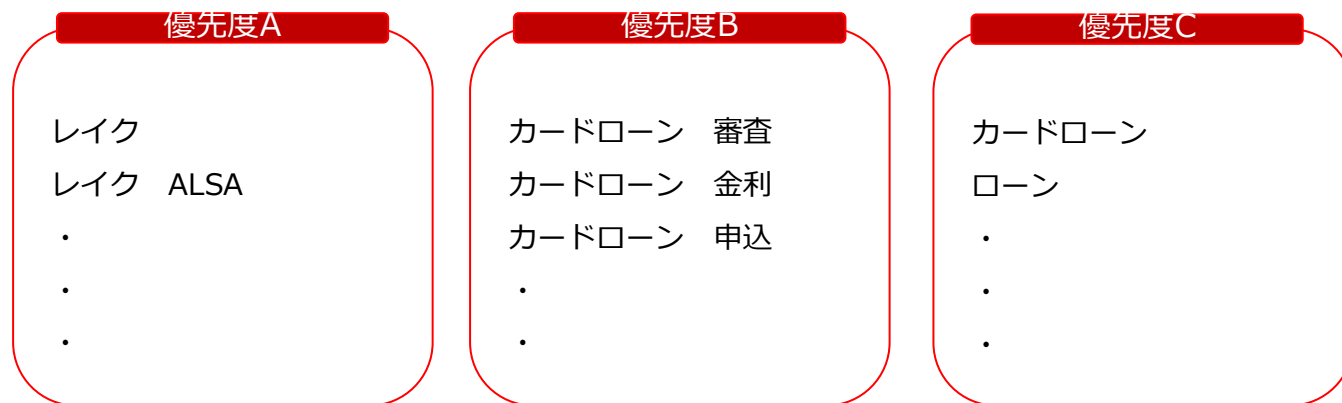 優先度A
レイク
レイク　ALSA
・
・
・
優先度B
カードローン　審査
カードローン　金利
カードローン　申込
・
・
優先度C
カードローン
ローン
・
・
・